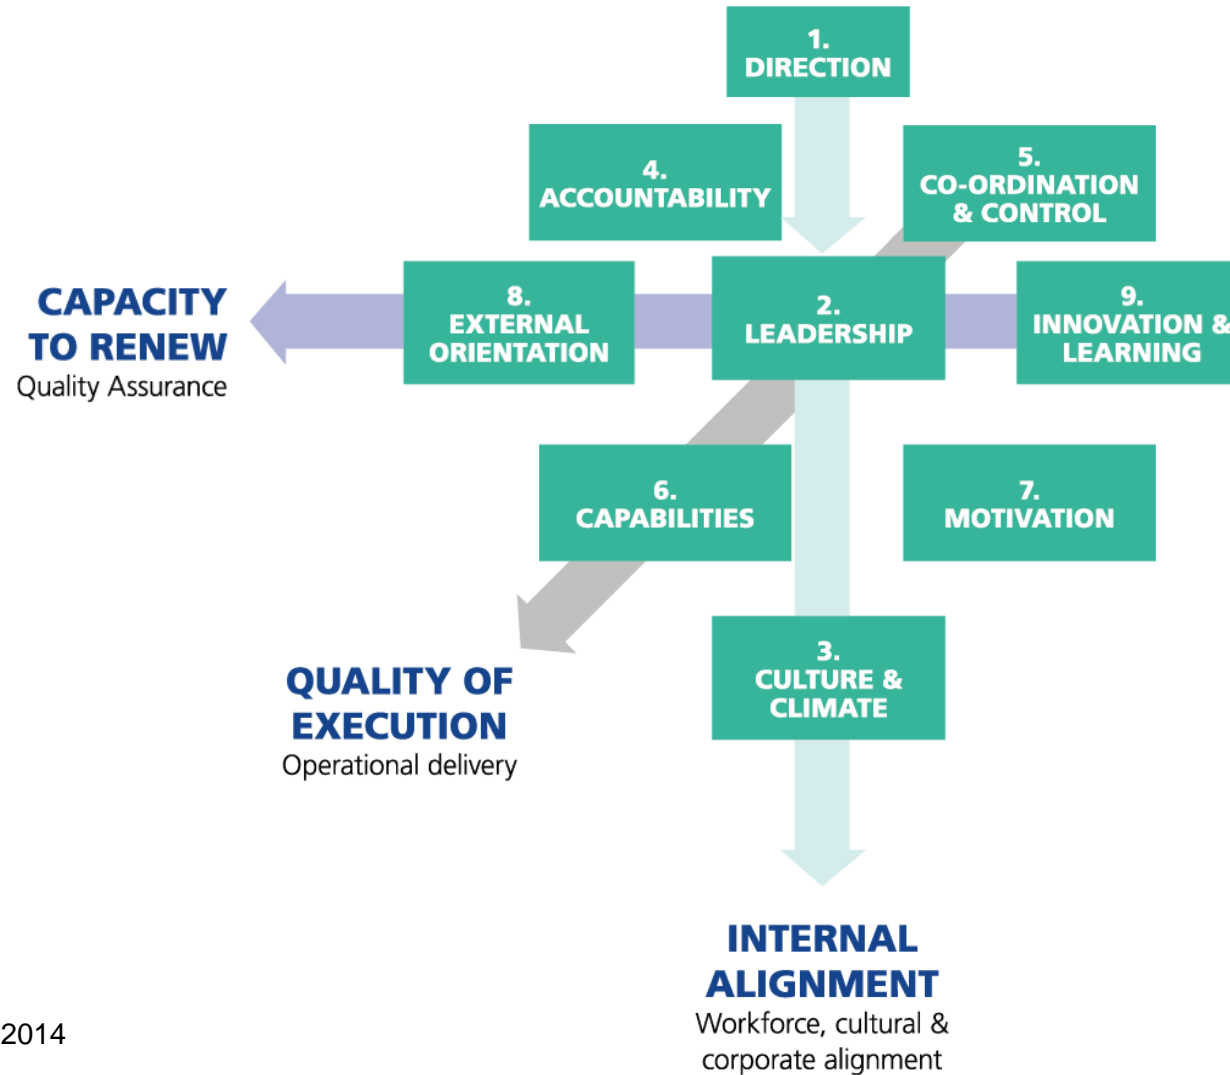 1.
DIRECTION
4.
ACCOUNTABILITY
5.
CO-ORDINATION
& CONTROL
CAPACITY
TO RENEW
Quality Assurance
8.
EXTERNAL
ORIENTATION
2.
LEADERSHIP
9.
INNOVATION &
LEARNING
6.
CAPABILITIES
7.
MOTIVATION
QUALITY OF
EXECUTION
Operational delivery
3.
CULTURE &
CLIMATE
INTERNAL
ALIGNMENT
Workforce, cultural &
corporate alignment
2014